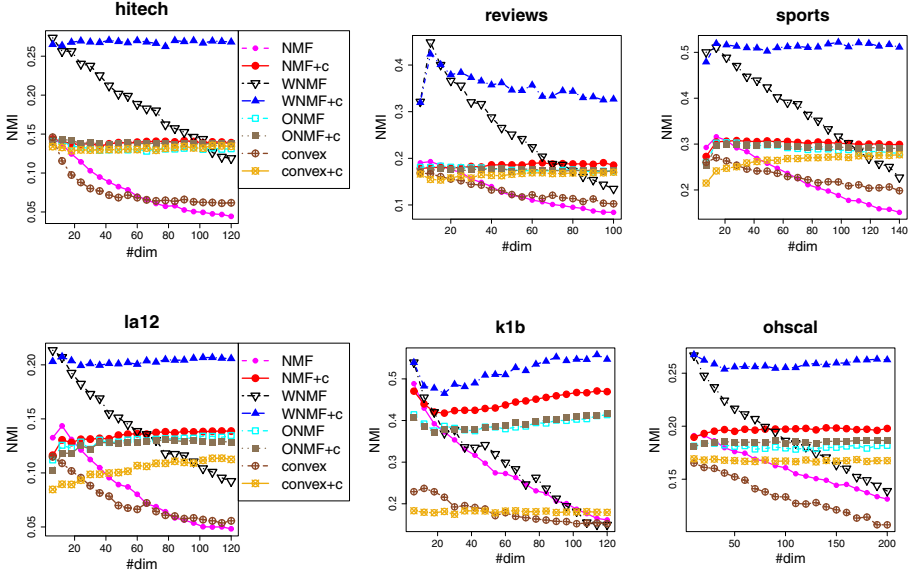 hitech
NMI
0.05 0.10 0.15 0.20 0.25
20 40 60 80 100 120
#dim
NMF
NMF+c
WNMF
WNMF+c
ONMF
ONMF+c
convex
convex+c
reviews
NMI
0.1 0.2 0.3 0.4
20 40 60 80 100
#dim
sports
NMI
0.2 0.3 0.4 0.5
20 40 60 80 100 120 140
#dim
la12
NMI
0.05 0.10 0.15 0.20
20 40 60 80 100 120
#dim
NMF
NMF+c
WNMF
WNMF+c
ONMF
ONMF+c
convex
convex+c
k1b
NMI
0.2 0.3 0.4 0.5
20 40 60 80 100 120
#dim
ohscal
NMI
0.15 0.20 0.25
50 100 150 200
#dim